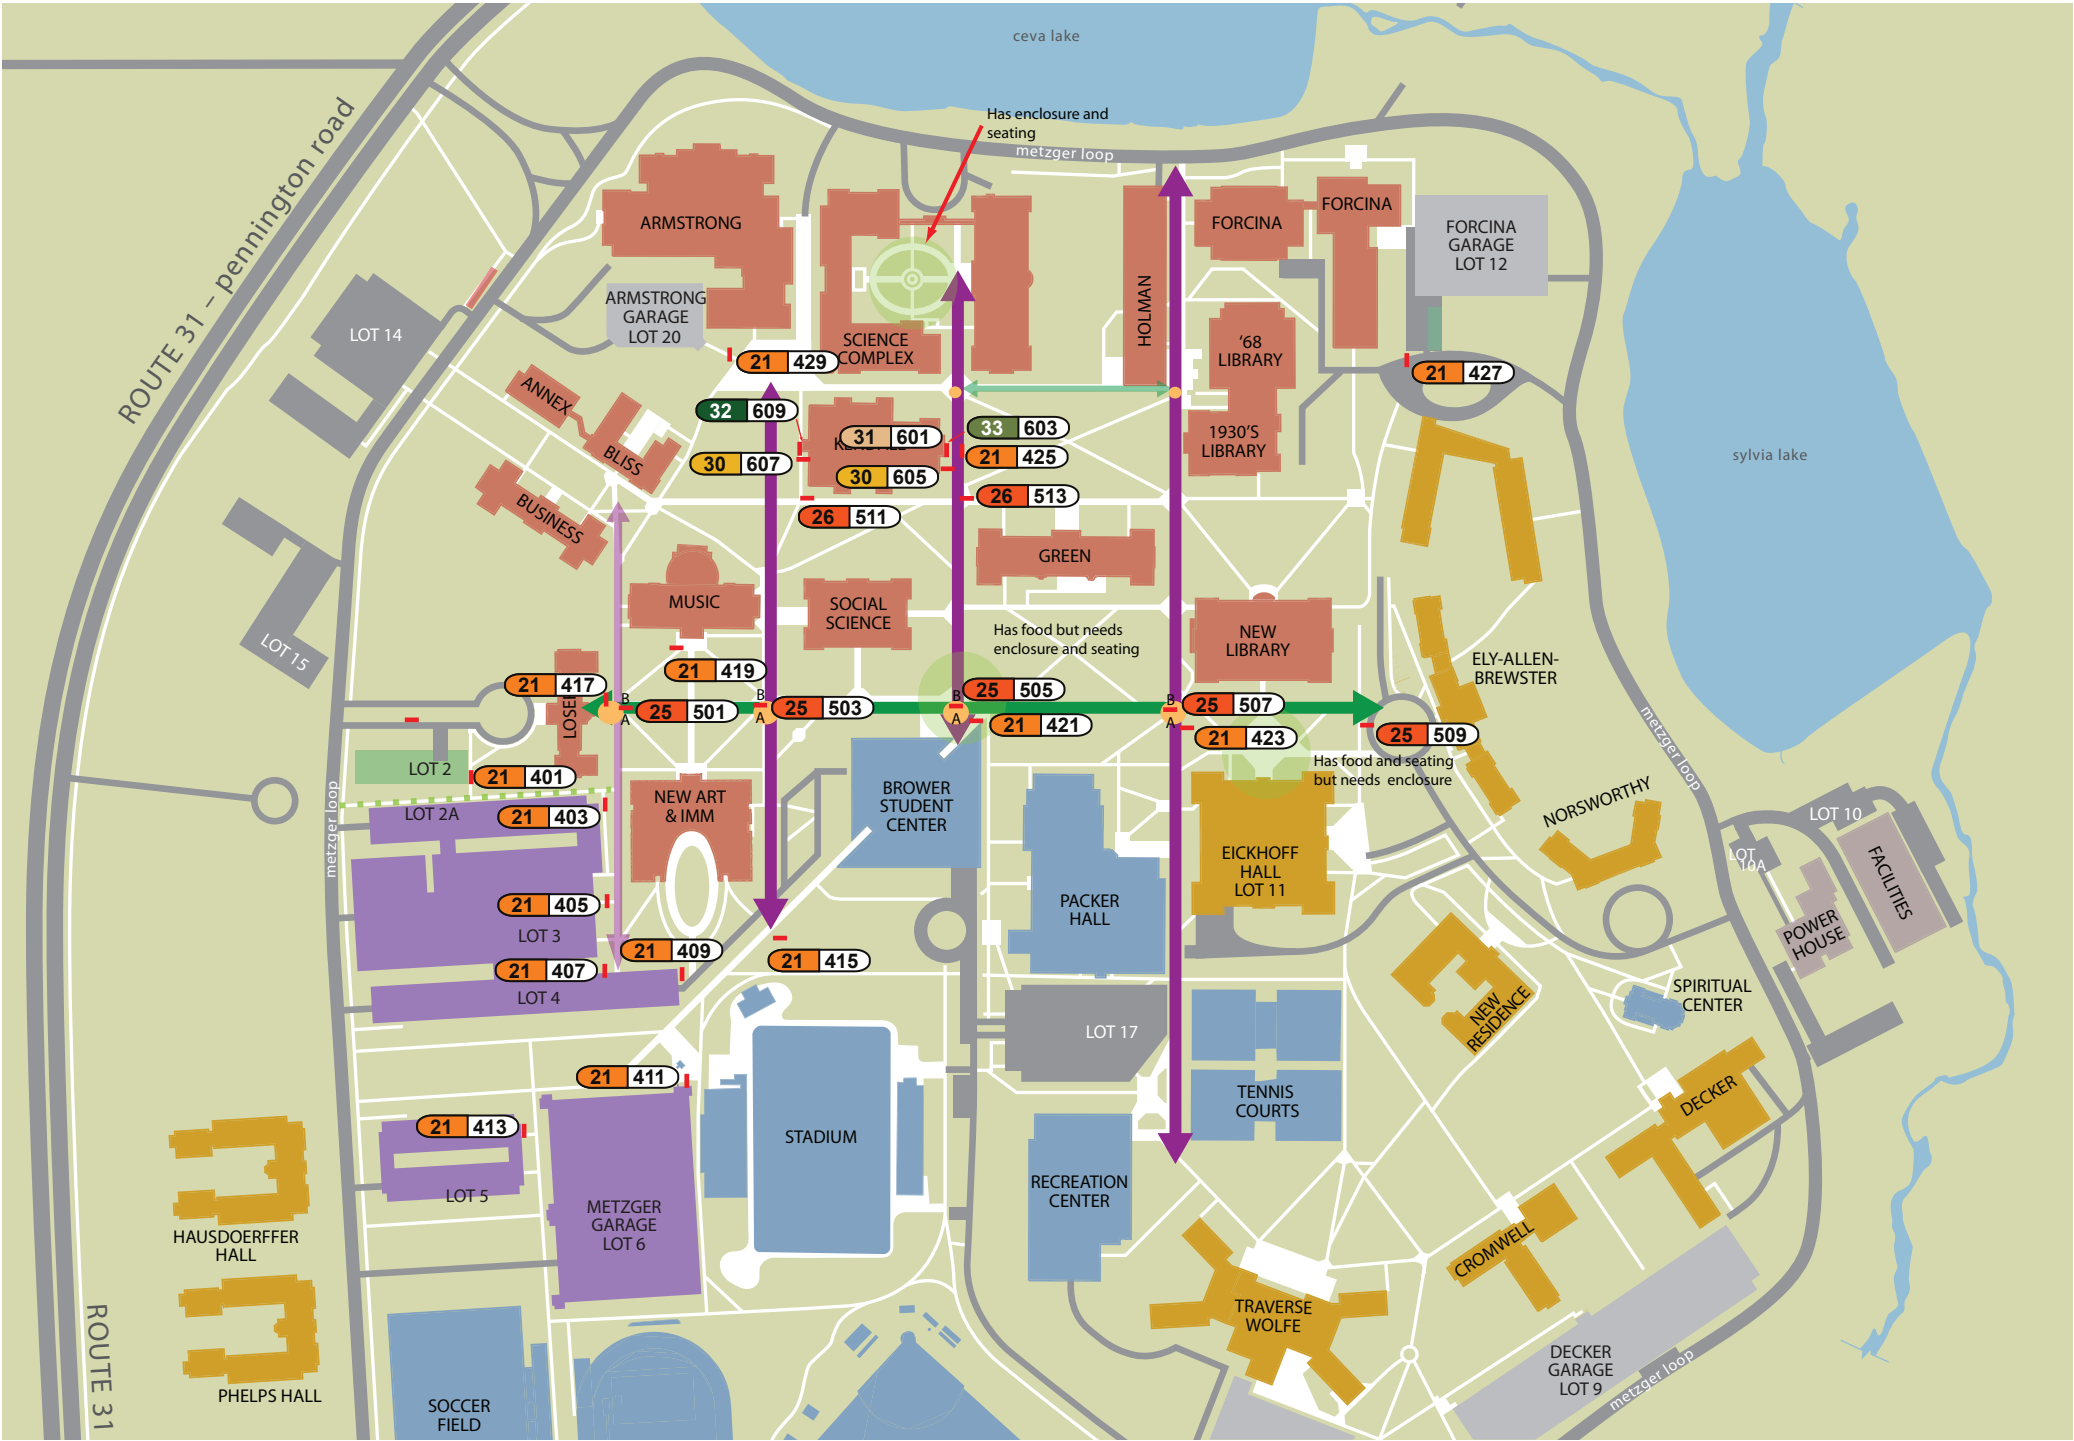 ceva lake
Has enclosure and
seating
metzger loop
ROUTE 31 – pennington road
ARMSTRONG
FORCINA
FORCINA
FORCINA
GARAGE
LOT 12
HOLMAN
ARMSTRONG
GARAGE
LOT 20
LOT 14
SCIENCE
COMPLEX
'68
LIBRARY
21 429
21 427
ANNEX
32 609
31 601
33 603
1930'S
LIBRARY
BLISS
30 607
30 605
21 425
sylvia lake
26 513
26 511
BUSINESS
GREEN
MUSIC
SOCIAL
SCIENCE
Has food but needs
enclosure and seating
NEW
LIBRARY
LOT 15
ELY-ALLEN-
BREWSTER
21 419
21 417
LOSER
B
A
25 501
B
A
25 503
B
A
25 505
21 421
B
A
25 507
21 423
25 509
Has food and seating
but needs enclosure
metzger loop
LOT 2
21 401
metzger loop
LOT 2A
21 403
NEW ART
& IMM
BROWER
STUDENT
CENTER
NORSWORTHY
LOT 10
LOT
10A
FACILITIES
POWER
HOUSE
EICKHOFF
HALL
LOT 11
PACKER
HALL
21 405
LOT 3
21 409
21 407
21 415
LOT 4
SPIRITUAL
CENTER
NEW
RESIDENCE
LOT 17
21 411
TENNIS
COURTS
DECKER
21 413
STADIUM
LOT 5
RECREATION
CENTER
METZGER
GARAGE
LOT 6
HAUSDOERFFER
HALL
CROMWELL
TRAVERSE
WOLFE
ROUTE 31
PHELPS HALL
SOCCER
FIELD
DECKER
GARAGE
LOT 9
metzger loop